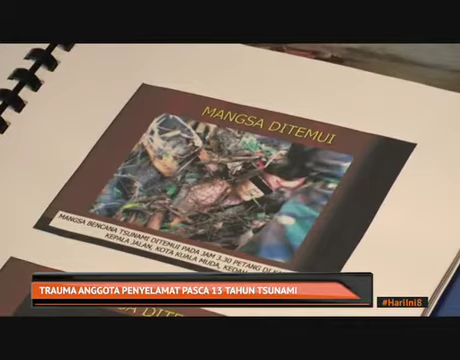 MANGSA DITEMUI
MANGSA BENCANA TSUNAMI DITEMUI PADA JAM 3.30 PETANG DI
KEPALA JALAN, KOTA KUALA MUDA, KEDAH
TRAUMA ANGGOTA PENYELAMAT PASCA 13 TAHUN TSUNAMI
#HariIni8